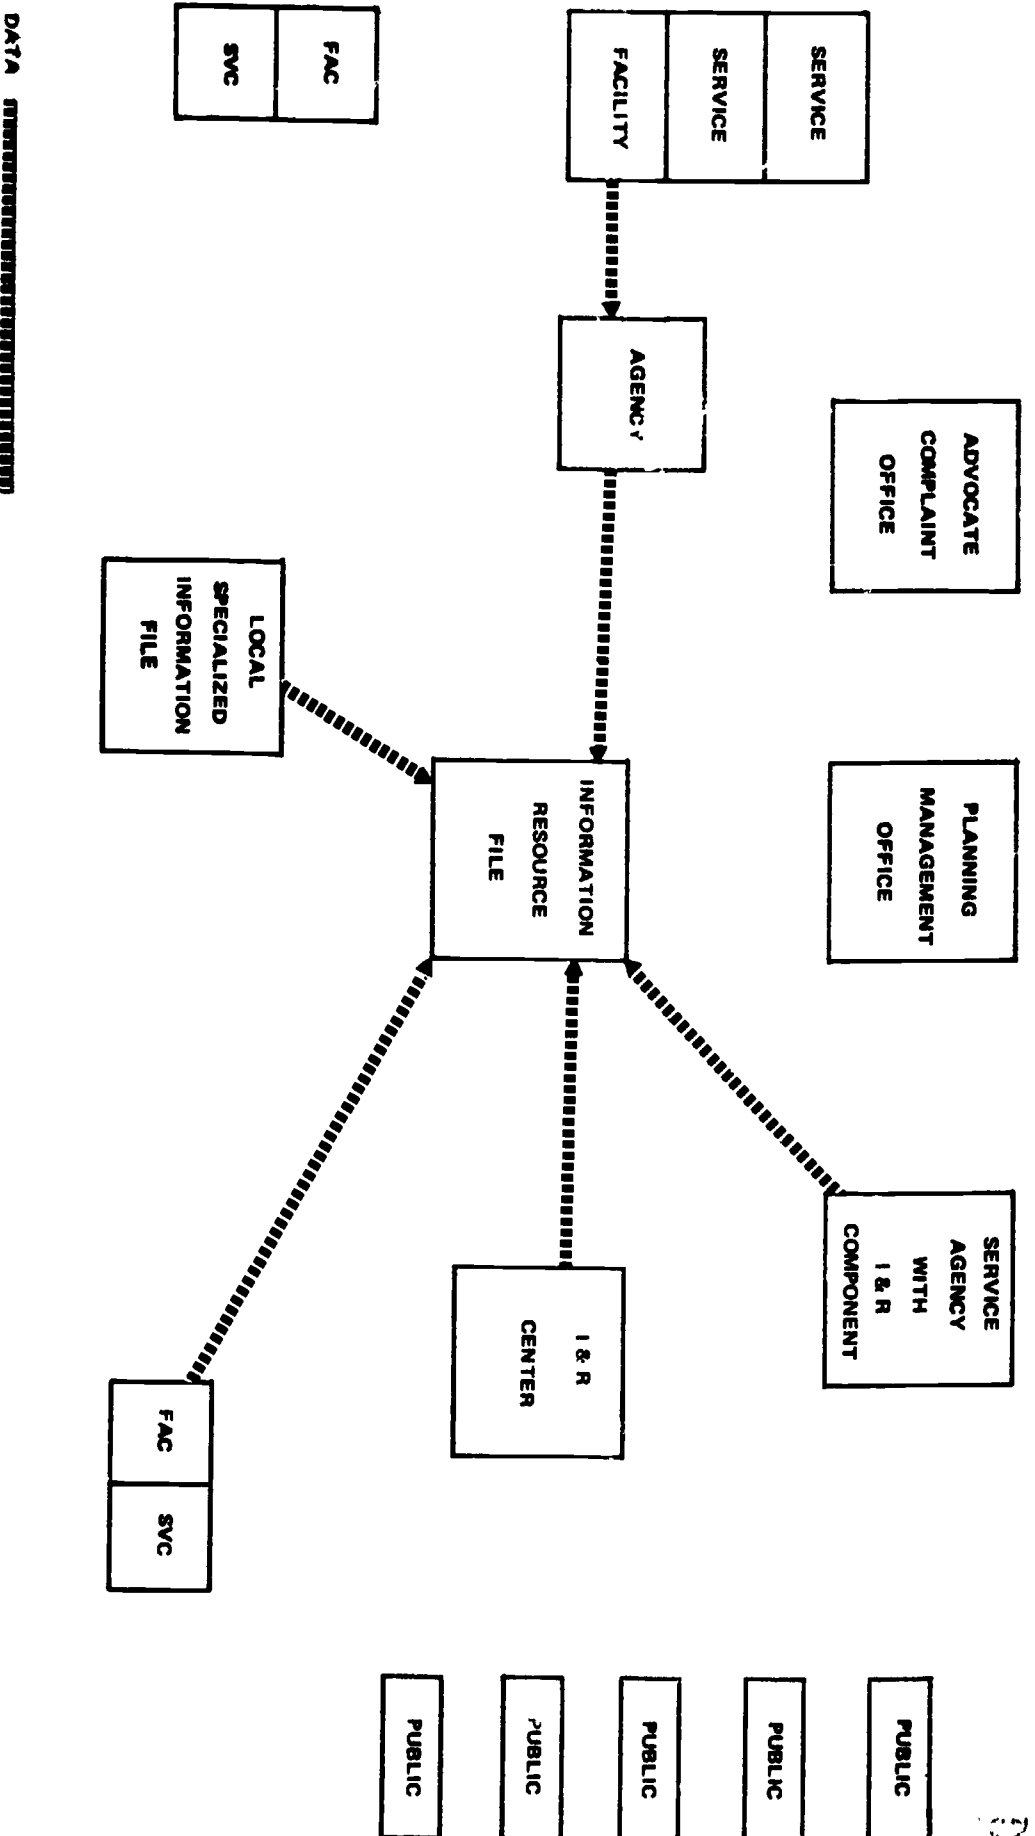 ADVOCATE
COMPLAINT
OFFICE
PLANNING
MANAGEMENT
OFFICE
SERVICE
AGENCY
WITH
I & R
COMPONENT
PUBLIC
SERVICE
SERVICE
FACILITY
PUBLIC
AGENCY
INFORMATION
RESOURCE
FILE
I & R
CENTER
PUBLIC
PUBLIC
PUBLIC
FAC
SVC
LOCAL
SPECIALIZED
INFORMATION
FILE
FAC
SVC
DATA